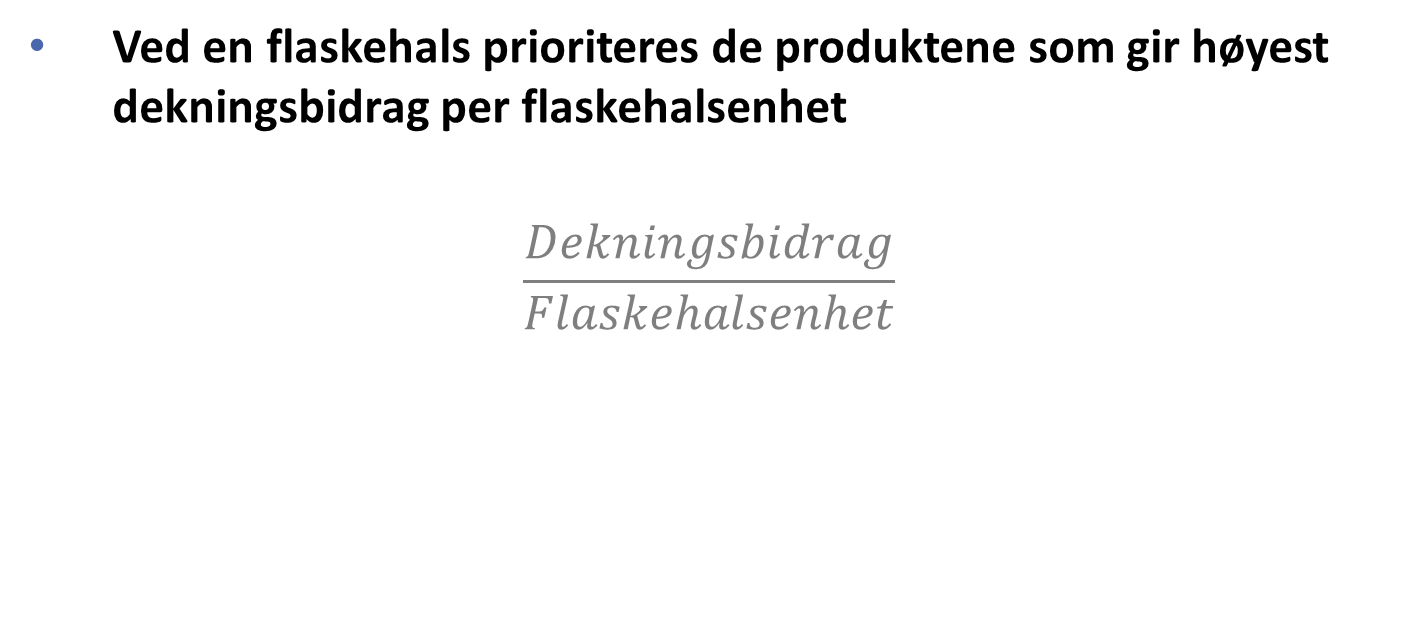 • Ved en flaskehals prioriteres de produktene som gir høyest
dekningsbidrag per flaskehalsenhet
Dekningsbidrag
Flaskehalsenhet